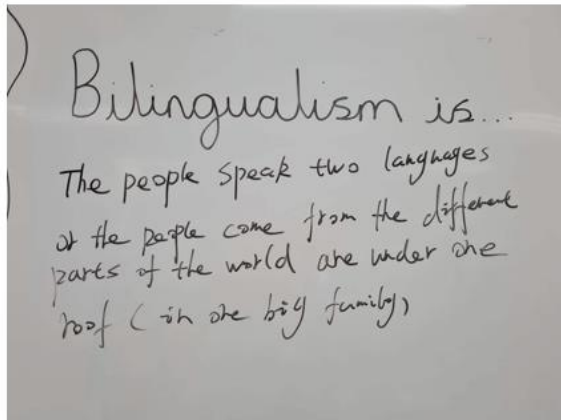 Bilingualism is...
The people speak two languages
or the people come from the different
parts of the world are under one
roof (in one big family)